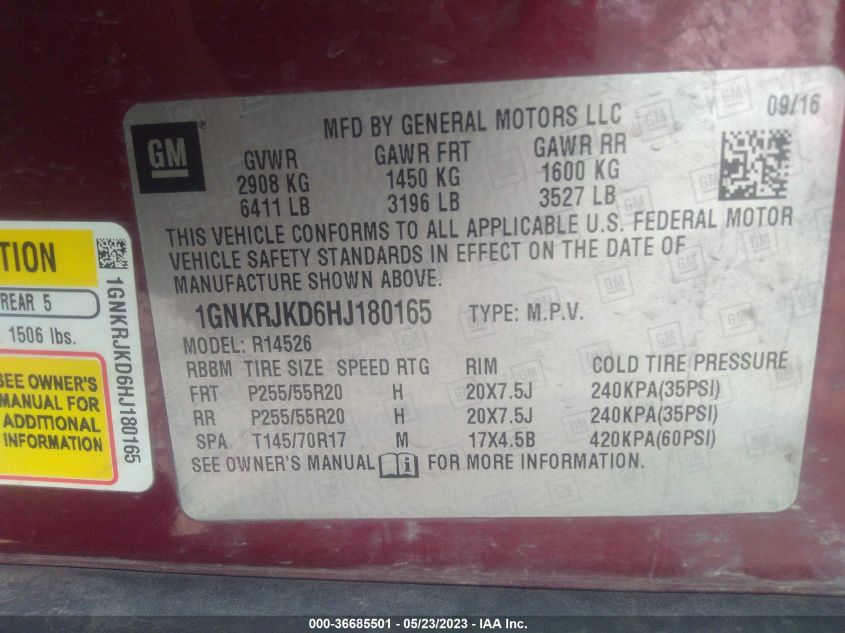 GM
MFD BY GENERAL MOTORS LLC
09/16
GVWR GAWR FRT GAWR RR
2908 KG 1450 KG 1600 KG
6411 LB 3196 LB 3527 LB
THIS VEHICLE CONFORMS TO ALL APPLICABLE U.S. FEDERAL MOTOR
VEHICLE SAFETY STANDARDS IN EFFECT ON THE DATE OF
MANUFACTURE SHOWN ABOVE.
1GNKRJKD6HJ180165 TYPE: M.P.V.
MODEL: R14526
RBBM TIRE SIZE SPEED RTG RIM COLD TIRE PRESSURE
FRT P255/55R20 H 20X7.5J 240KPA(35PSI)
RR P255/55R20 H 20X7.5J 240KPA(35PSI)
SPA T145/70R17 M 17X4.5B 420KPA(60PSI)
SEE OWNER'S MANUAL FOR MORE INFORMATION.
TION
REAR 5
1506 lbs.
SEE OWNER'S
MANUAL FOR
ADDITIONAL
INFORMATION
1GNKRJKD6HJ180165
000-36685501 - 05/23/2023 - IAA Inc.